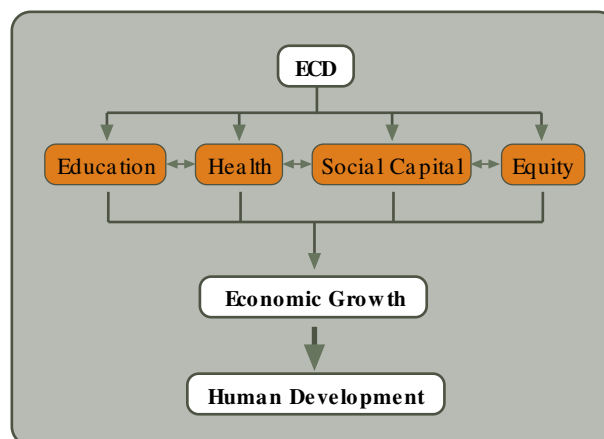 ECD
Education Health Social Capital Equity
Economic Growth
Human Development